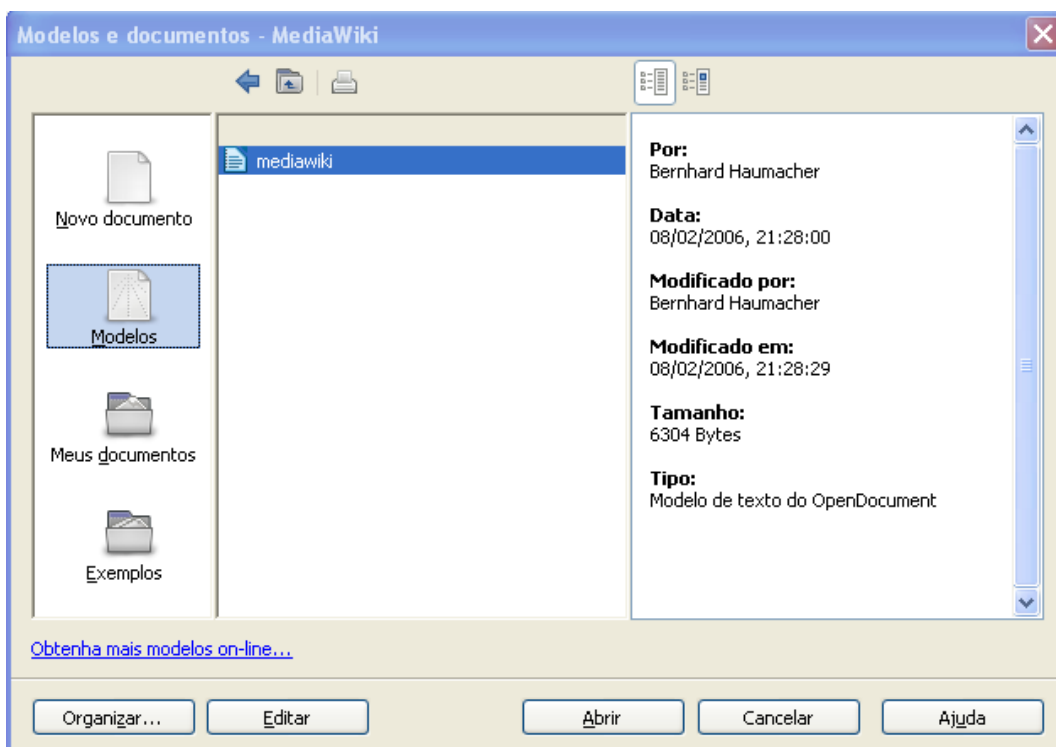 Modelos e documentos - MediaWiki
Novo documento
Modelos
Meus documentos
Exemplos
mediawiki
Por:
Bernhard Haumacher
Data:
08/02/2006, 21:28:00
Modificado por:
Bernhard Haumacher
Modificado em:
08/02/2006, 21:28:29
Tamanho:
6304 Bytes
Tipo:
Modelo de texto do OpenDocument
Obtenha mais modelos on-line...
Organizar...
Editar
Abrir
Cancelar
Ajuda